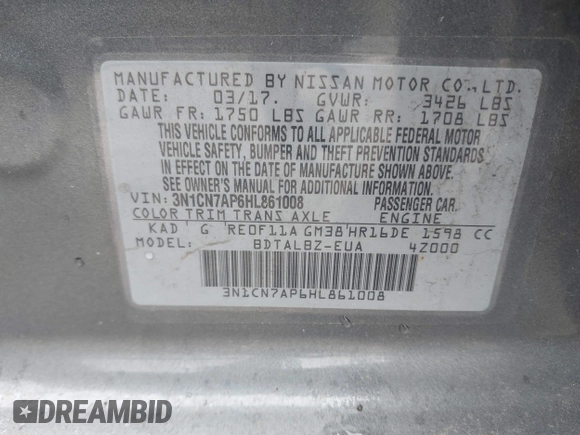 MANUFACTURED BY NISSAN MOTOR CO., LTD.
DATE: 03/17. GVWR: 3426 LBS
GAWR FR: 1750 LBS GAWR RR: 1708 LBS
THIS VEHICLE CONFORMS TO ALL APPLICABLE FEDERAL MOTOR
VEHICLE SAFETY, BUMPER AND THEFT PREVENTION STANDARDS
IN EFFECT ON THE DATE OF MANUFACTURE SHOWN ABOVE.
SEE OWNER'S MANUAL FOR ADDITIONAL INFORMATION.
VIN: 3N1CN7AP6HL861008 PASSENGER CAR.
COLOR TRIM TRANS AXLE ENGINE
KAD G RE0F11A GM38 HR16DE 1598 CC
MODEL: BDTALBZ-EUA 4Z000
3N1CN7AP6HL861008
DREAMBID